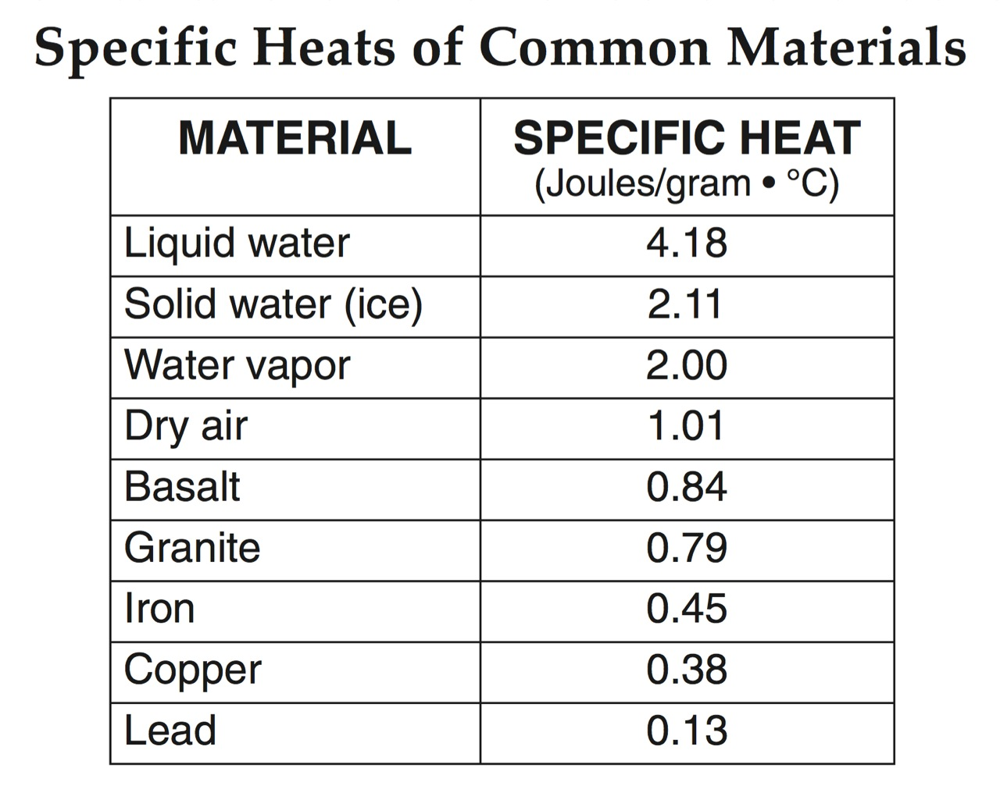 Specific Heats of Common Materials
MATERIAL SPECIFIC HEAT
(Joules/gram • °C)
Liquid water 4.18
Solid water (ice) 2.11
Water vapor 2.00
Dry air 1.01
Basalt 0.84
Granite 0.79
Iron 0.45
Copper 0.38
Lead 0.13